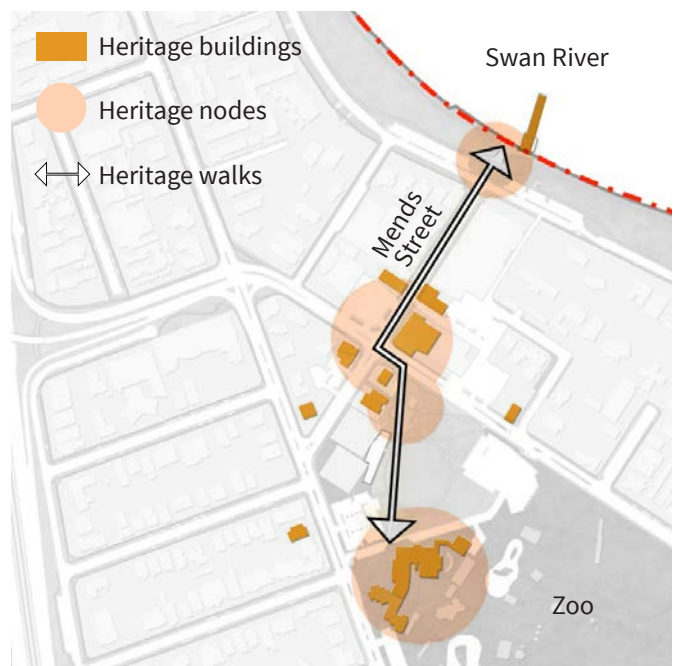 Heritage buildings
Swan River
Heritage nodes
Heritage walks
Mends
Street
Zoo